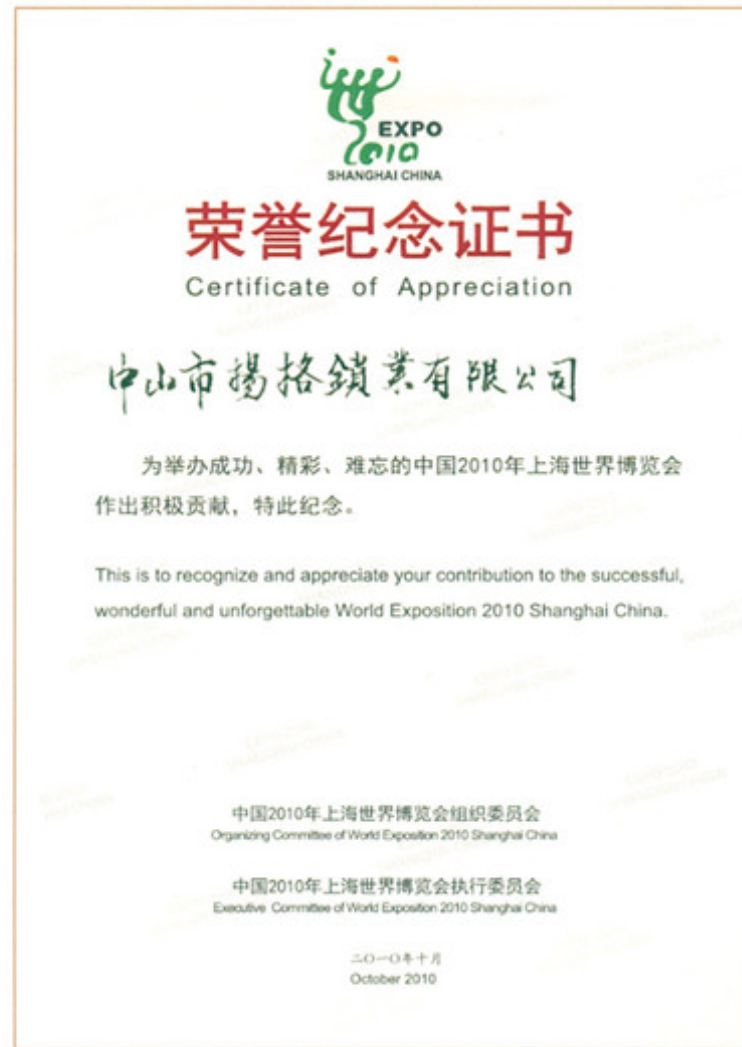 EXPO
2010
SHANGHAI CHINA
荣誉纪念证书
Certificate of Appreciation
中山市揚格鎖業有限公司
为举办成功、精彩、难忘的中国2010年上海世界博览会
作出积极贡献，特此纪念。
This is to recognize and appreciate your contribution to the successful,
wonderful and unforgettable World Exposition 2010 Shanghai China.
中国2010年上海世界博览会组织委员会
Organizing Committee of World Exposition 2010 Shanghai China
中国2010年上海世界博览会执行委员会
Executive Committee of World Exposition 2010 Shanghai China
二〇一〇年十月
October 2010